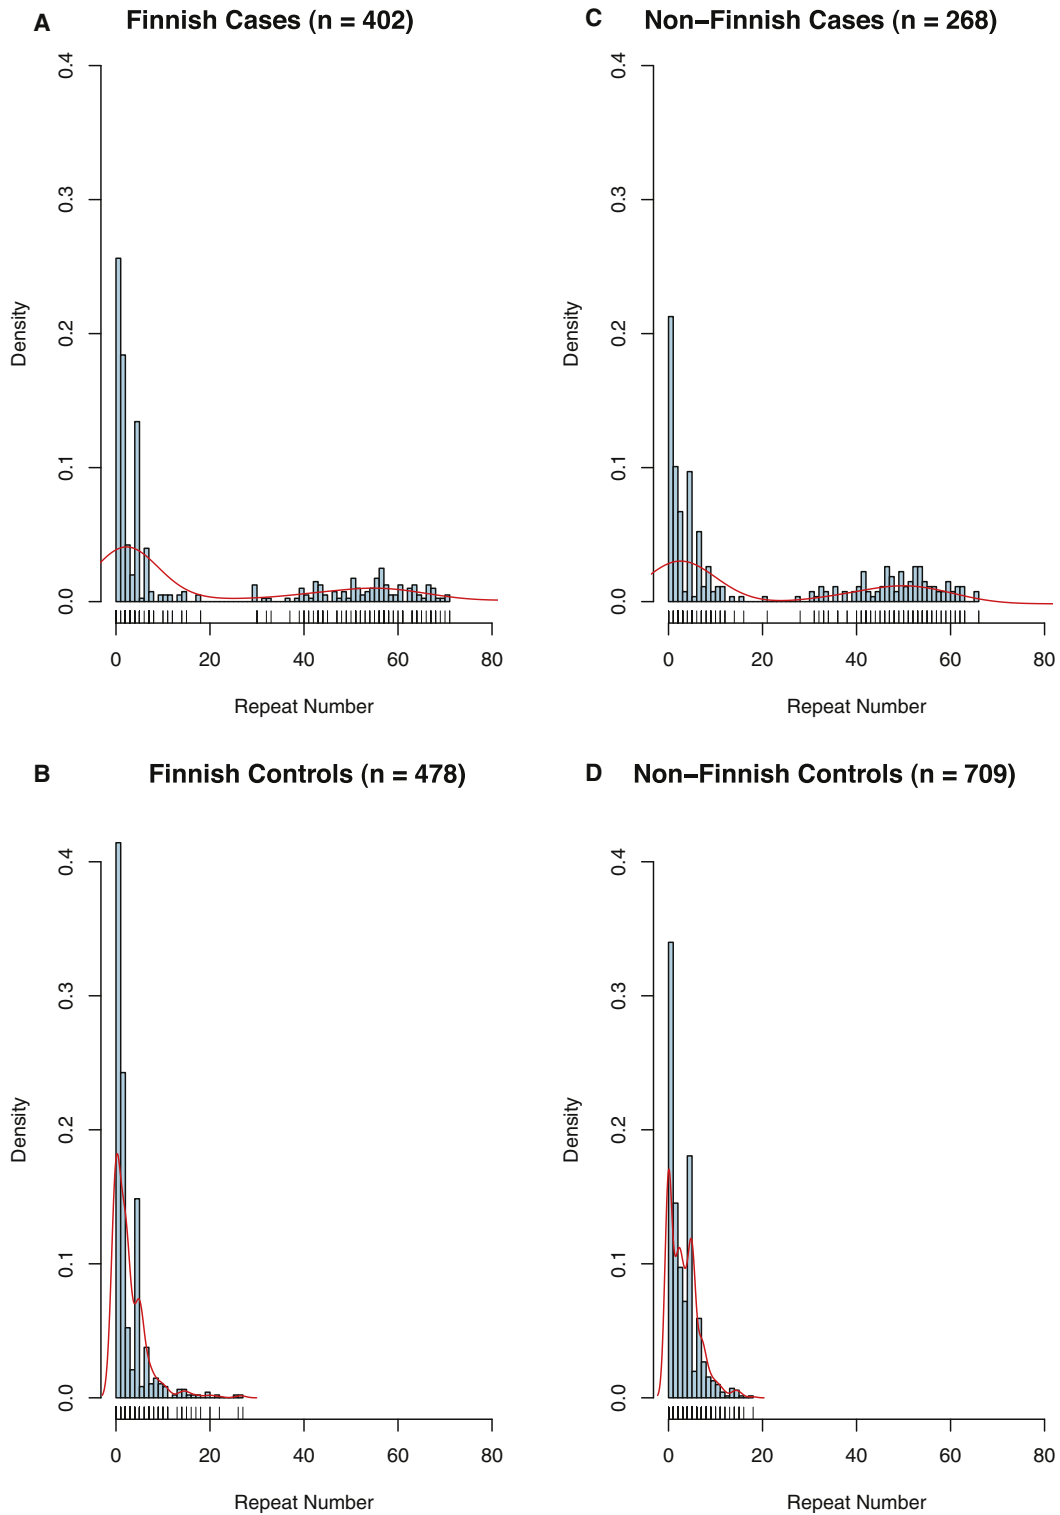 A Finnish Cases (n = 402)
0.4
0.3
0.2
0.1
0.0
Density
0 20 40 60 80
Repeat Number
C Non−Finnish Cases (n = 268)
0.4
0.3
0.2
0.1
0.0
Density
0 20 40 60 80
Repeat Number
B Finnish Controls (n = 478)
0.4
0.3
0.2
0.1
0.0
Density
0 20 40 60 80
Repeat Number
D Non−Finnish Controls (n = 709)
0.4
0.3
0.2
0.1
0.0
Density
0 20 40 60 80
Repeat Number